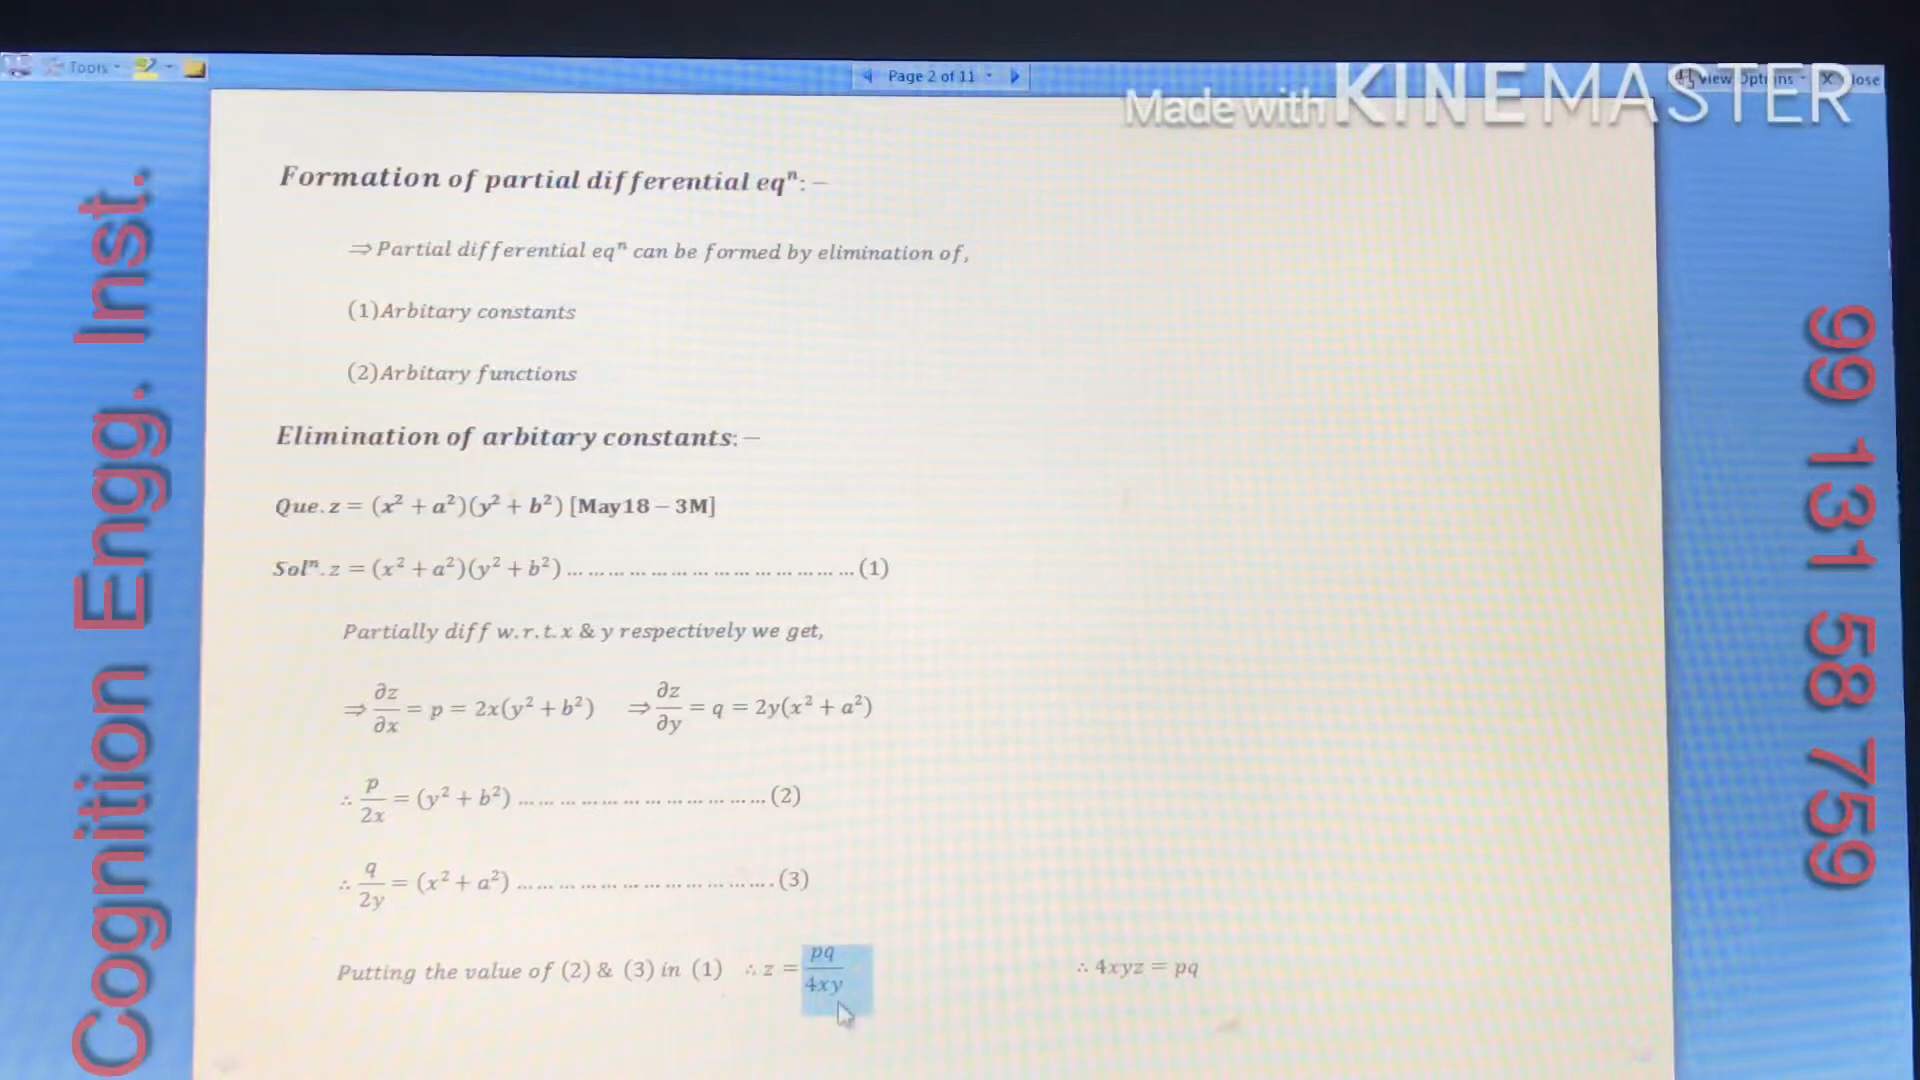 Tools
Page 2 of 11
View Options
Made with KINEMASTER
Cognition Engg. Inst.
99 131 58 759
Formation of partial differential eqⁿ: −
⇒ Partial differential eqⁿ can be formed by elimination of,
(1)Arbitary constants
(2)Arbitary functions
Elimination of arbitary constants: −
Que. z = (x² + a²)(y² + b²) [May18 − 3M]
Solⁿ. z = (x² + a²)(y² + b²) … … … … … … … … … … … … … … (1)
Partially diff w.r.t. x & y respectively we get,
⇒ ∂z/∂x = p = 2x(y² + b²) ⇒ ∂z/∂y = q = 2y(x² + a²)
∴ p/2x = (y² + b²) … … … … … … … … … … … … (2)
∴ q/2y = (x² + a²) … … … … … … … … … … … … . (3)
Putting the value of (2) & (3) in (1) ∴ z = pq/4xy ∴ 4xyz = pq